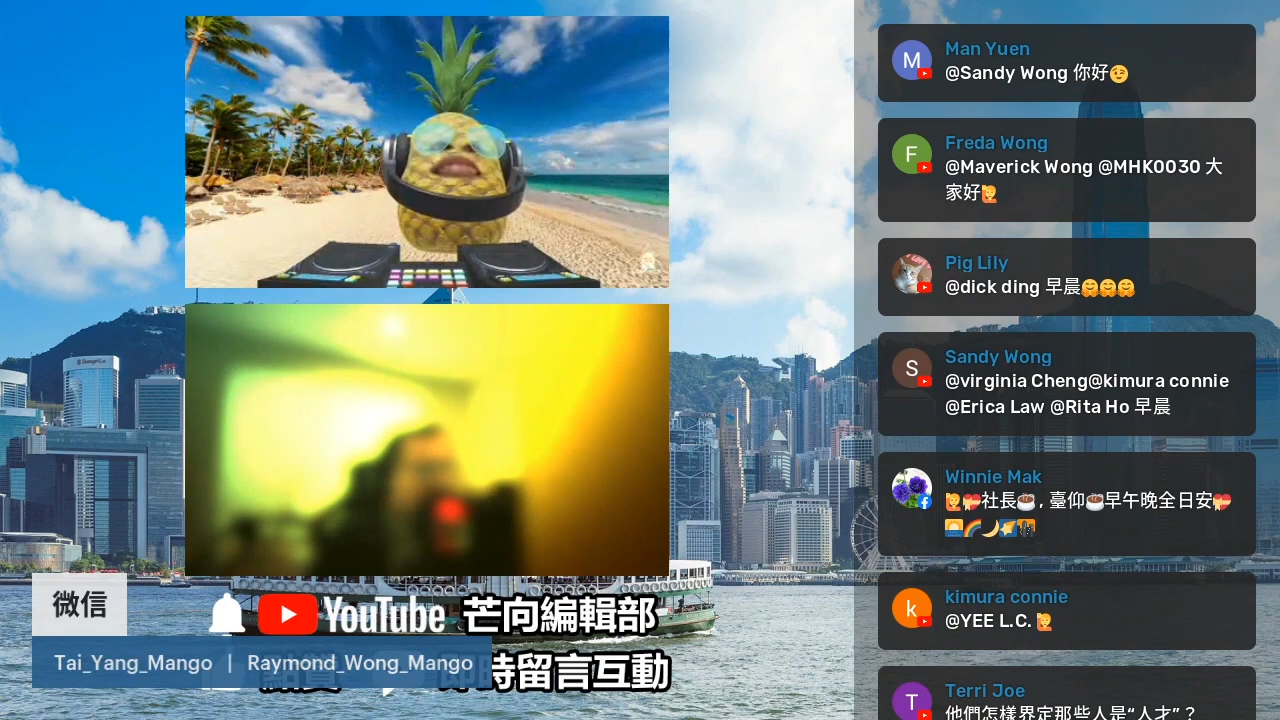 Man Yuen
@Sandy Wong 你好😉
Freda Wong
@Maverick Wong @MHK0030 大
家好🙋
Pig Lily
@dick ding 早晨🤗🤗🤗
Sandy Wong
@virginia Cheng@kimura connie
@Erica Law @Rita Ho 早晨
Winnie Mak
🙋💝社長☕, 臺仰☕早午晚全日安💝
🌅🌈🌙🌠🌃
kimura connie
@YEE L.C. 🙋
Terri Joe
他們怎樣界定那些人是“人才”？
YouTube 芒向編輯部
微信
Tai_Yang_Mango | Raymond_Wong_Mango
時留言互動